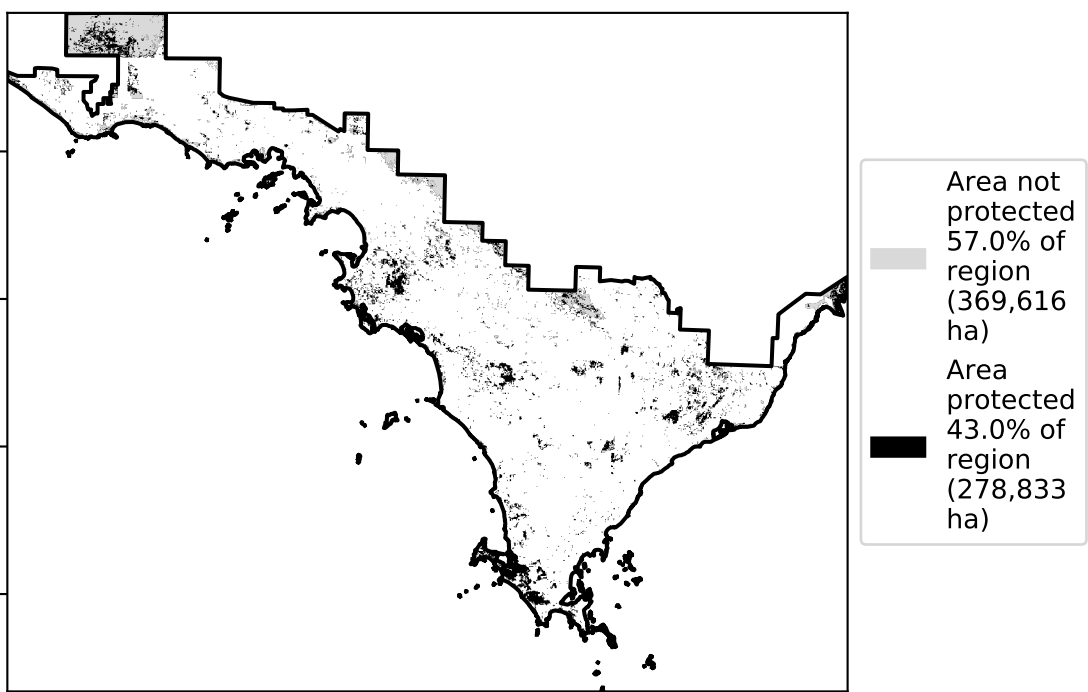 Area not
protected
57.0% of
region
(369,616
ha)
Area
protected
43.0% of
region
(278,833
ha)